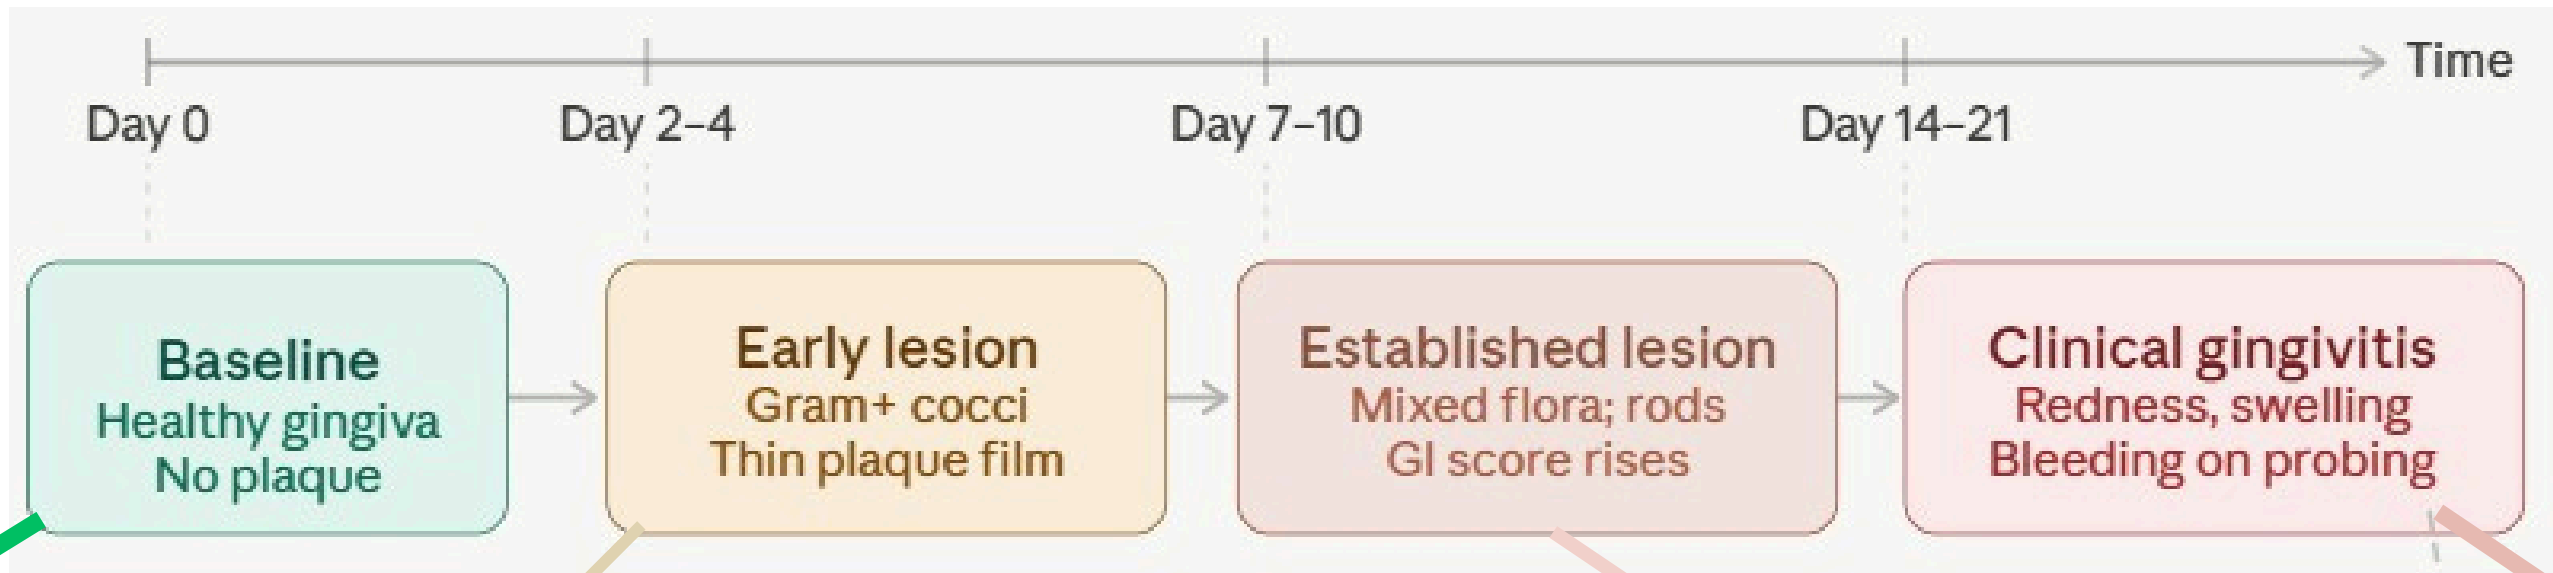 Time
Day 0
Day 2–4
Day 7–10
Day 14–21
Baseline
Healthy gingiva
No plaque
Early lesion
Gram+ cocci
Thin plaque film
Established lesion
Mixed flora; rods
GI score rises
Clinical gingivitis
Redness, swelling
Bleeding on probing